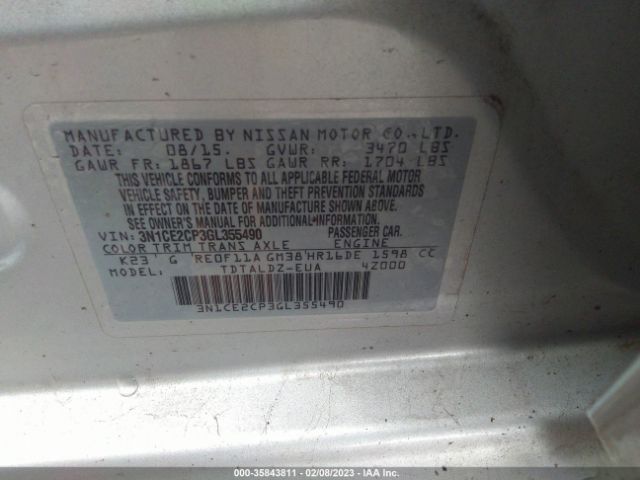 MANUFACTURED BY NISSAN MOTOR CO.,LTD.
DATE: 08/15. GVWR: 3470 LBS
GAWR FR: 1867 LBS GAWR RR: 1704 LBS
THIS VEHICLE CONFORMS TO ALL APPLICABLE FEDERAL MOTOR
VEHICLE SAFETY, BUMPER AND THEFT PREVENTION STANDARDS
IN EFFECT ON THE DATE OF MANUFACTURE SHOWN ABOVE.
SEE OWNER'S MANUAL FOR ADDITIONAL INFORMATION.
VIN: 3N1CE2CP3GL355490 PASSENGER CAR.
COLOR TRIM TRANS AXLE ENGINE
K23 G RE0F11A GM38 HR16DE 1598 CC
MODEL: TDTALDZ-EUA 4Z000
3N1CE2CP3GL355490
000-35843811 - 02/08/2023 - IAA Inc.